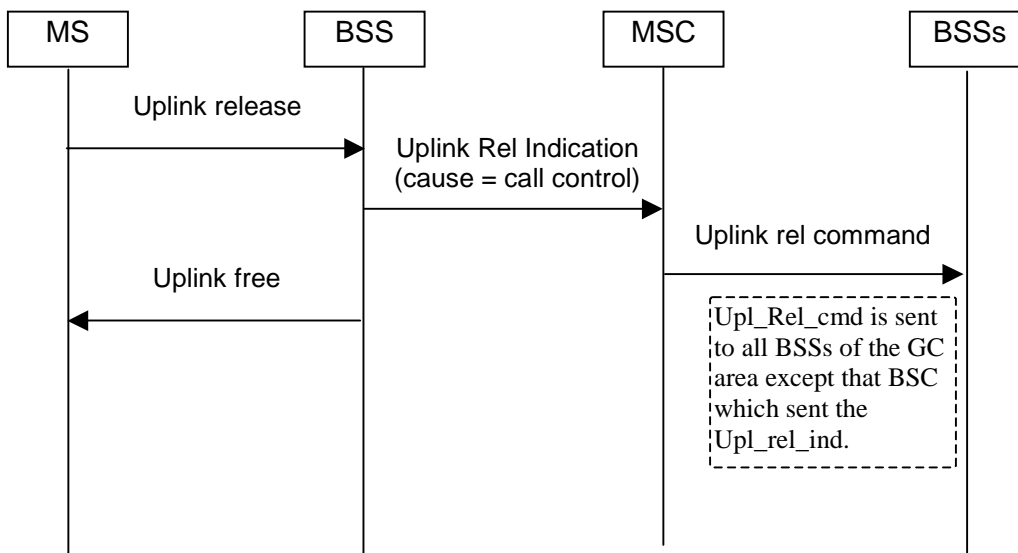 MS
BSS
MSC
BSSs
Uplink release
Uplink Rel Indication
(cause = call control)
Uplink rel command
Uplink free
Upl_Rel_cmd is sent
to all BSSs of the GC
area except that BSC
which sent the
Upl_rel_ind.